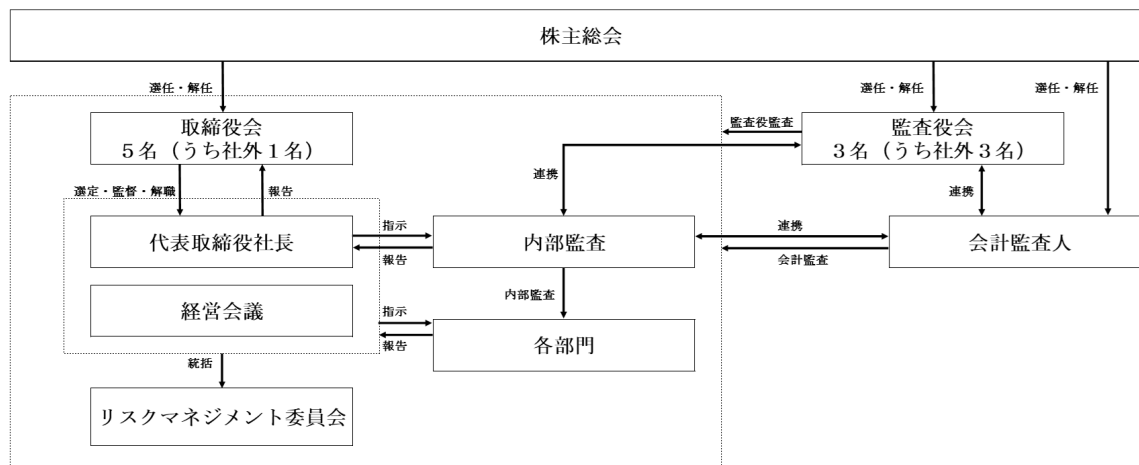 株主総会
選任・解任
選任・解任
選任・解任
取締役会
5名（うち社外1名）
監査役監査
監査役会
3名（うち社外3名）
連携
選定・監督・解職
報告
連携
代表取締役社長
指示
報告
内部監査
連携
会計監査
会計監査人
内部監査
経営会議
指示
報告
各部門
統括
リスクマネジメント委員会